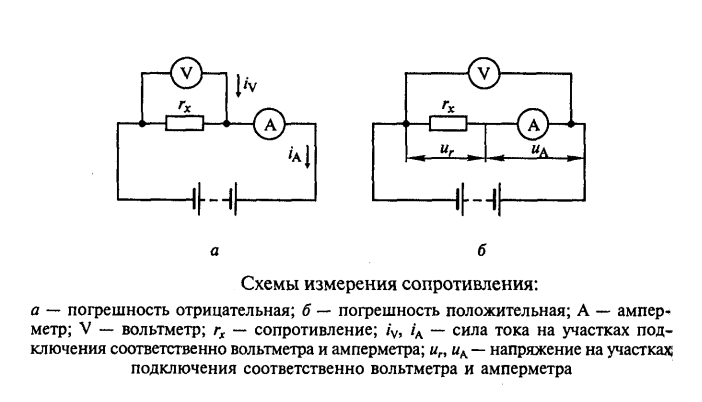 V
i_V
r_x
A
i_A
а
V
r_x
A
u_r
u_A
б
Схемы измерения сопротивления:
а — погрешность отрицательная; б — погрешность положительная; А — ампер-
метр; V — вольтметр; r_x — сопротивление; i_V, i_A — сила тока на участках под-
ключения соответственно вольтметра и амперметра; u_r, u_A — напряжение на участках
подключения соответственно вольтметра и амперметра